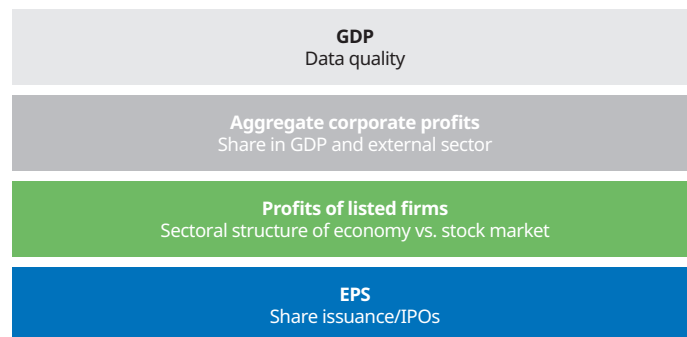 GDP
Data quality
Aggregate corporate profits
Share in GDP and external sector
Profits of listed firms
Sectoral structure of economy vs. stock market
EPS
Share issuance/IPOs